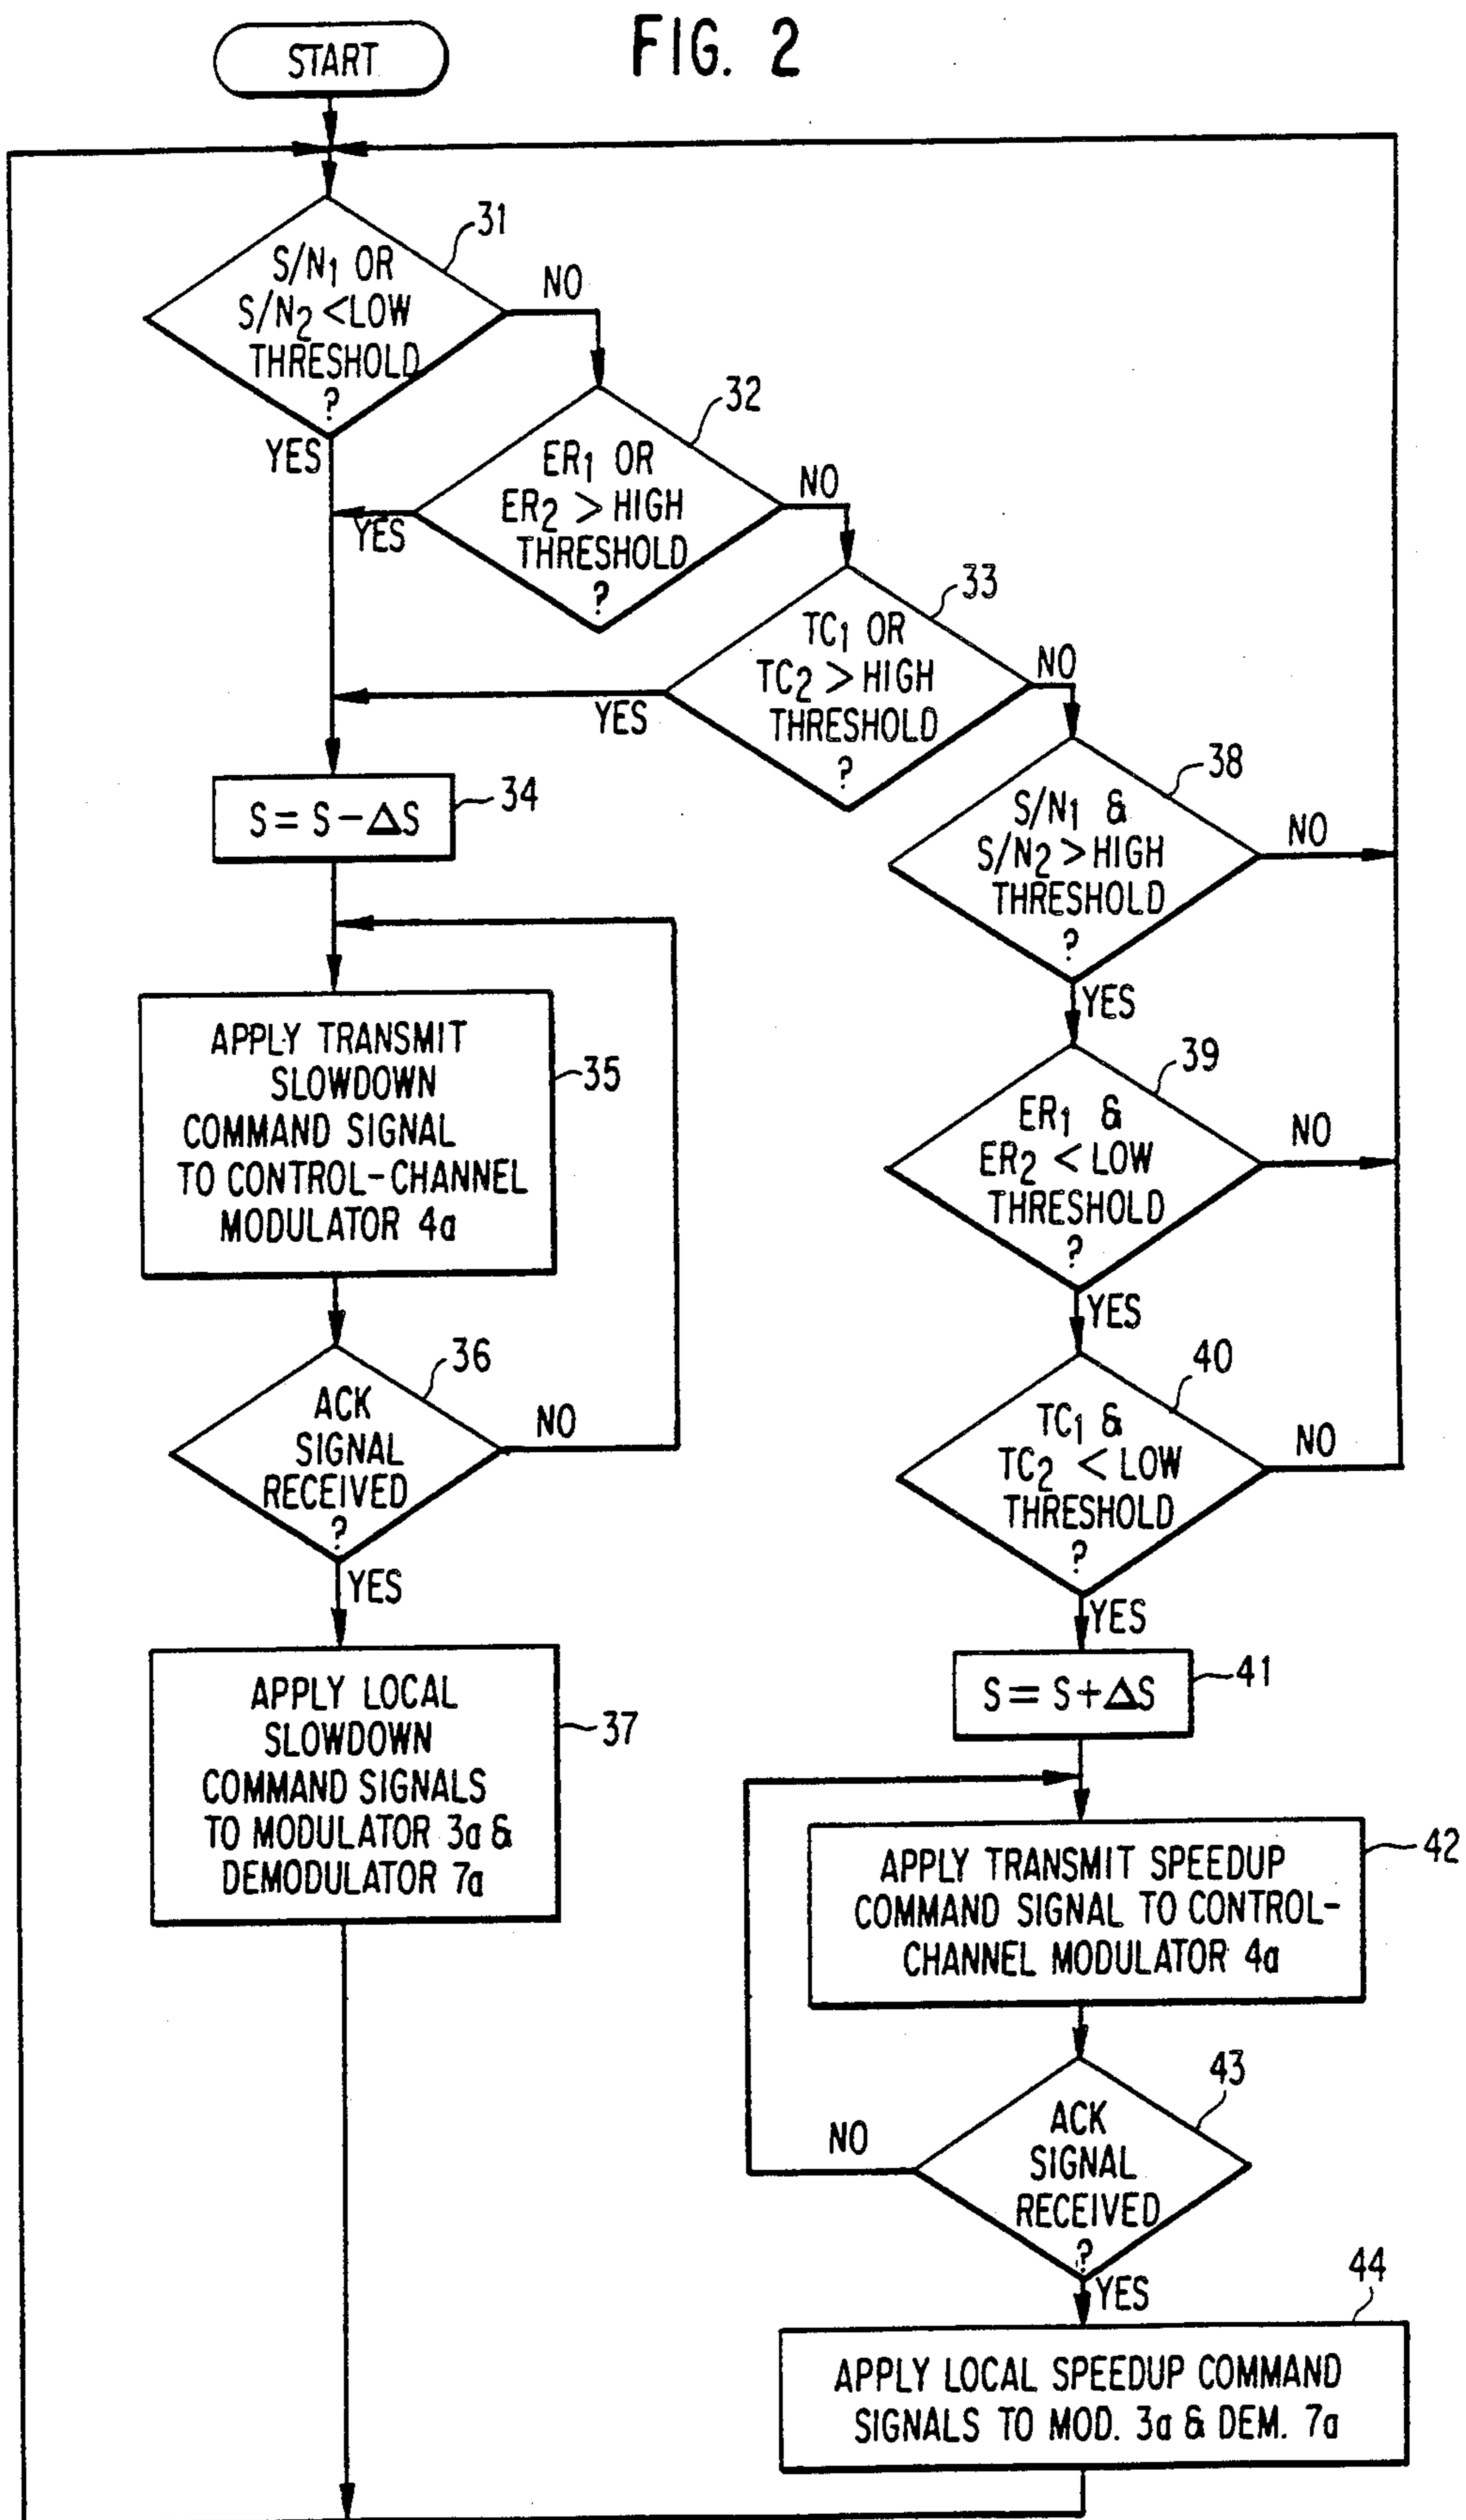 FIG. 2
START
31
S/N1 OR
S/N2 <LOW
THRESHOLD
?
NO
YES
32
ER1 OR
ER2 > HIGH
THRESHOLD
?
NO
YES
33
TC1 OR
TC2 > HIGH
THRESHOLD
?
NO
YES
34
S = S - ΔS
38
S/N1 &
S/N2 >HIGH
THRESHOLD
?
NO
YES
35
APPLY TRANSMIT
SLOWDOWN
COMMAND SIGNAL
TO CONTROL-CHANNEL
MODULATOR 4a
39
ER1 &
ER2 < LOW
THRESHOLD
?
NO
YES
36
ACK
SIGNAL
RECEIVED
?
NO
YES
40
TC1 &
TC2 < LOW
THRESHOLD
?
NO
YES
37
APPLY LOCAL
SLOWDOWN
COMMAND SIGNALS
TO MODULATOR 3a &
DEMODULATOR 7a
41
S = S + ΔS
42
APPLY TRANSMIT SPEEDUP
COMMAND SIGNAL TO CONTROL-
CHANNEL MODULATOR 4a
43
ACK
SIGNAL
RECEIVED
?
NO
YES
44
APPLY LOCAL SPEEDUP COMMAND
SIGNALS TO MOD. 3a & DEM. 7a